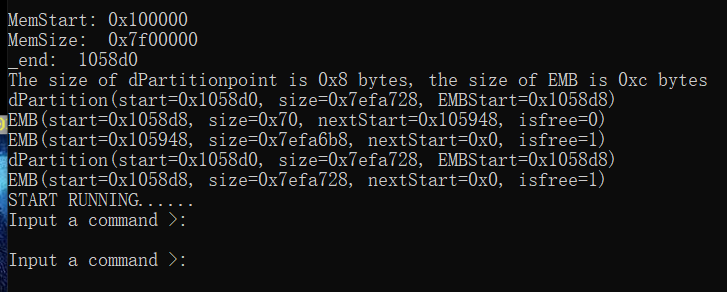 MemStart: 0x100000
MemSize:  0x7f00000
_end:  1058d0
The size of dPartitionpoint is 0x8 bytes, the size of EMB is 0xc bytes
dPartition(start=0x1058d0, size=0x7efa728, EMBStart=0x1058d8)
EMB(start=0x1058d8, size=0x70, nextStart=0x105948, isfree=0)
EMB(start=0x105948, size=0x7efa6b8, nextStart=0x0, isfree=1)
dPartition(start=0x1058d0, size=0x7efa728, EMBStart=0x1058d8)
EMB(start=0x1058d8, size=0x7efa728, nextStart=0x0, isfree=1)
START RUNNING......
Input a command >:
Input a command >: